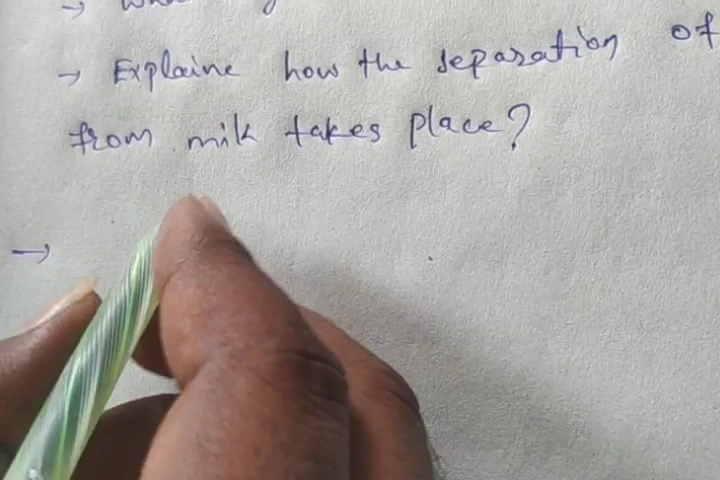 → Explaine how the separation of
from milk takes place?
→